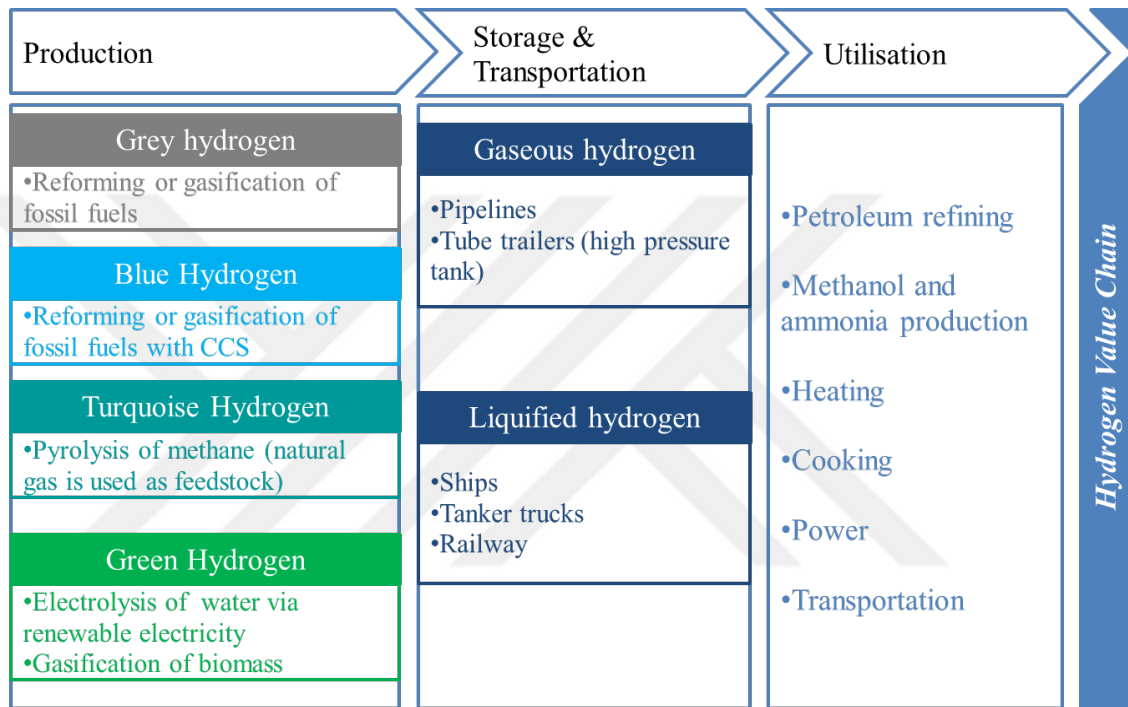 Production
Storage &
Transportation
Utilisation
Grey hydrogen
•Reforming or gasification of
fossil fuels
Blue Hydrogen
•Reforming or gasification of
fossil fuels with CCS
Turquoise Hydrogen
•Pyrolysis of methane (natural
gas is used as feedstock)
Green Hydrogen
•Electrolysis of water via
renewable electricity
•Gasification of biomass
Gaseous hydrogen
•Pipelines
•Tube trailers (high pressure
tank)
Liquified hydrogen
•Ships
•Tanker trucks
•Railway
•Petroleum refining
•Methanol and
ammonia production
•Heating
•Cooking
•Power
•Transportation
Hydrogen Value Chain